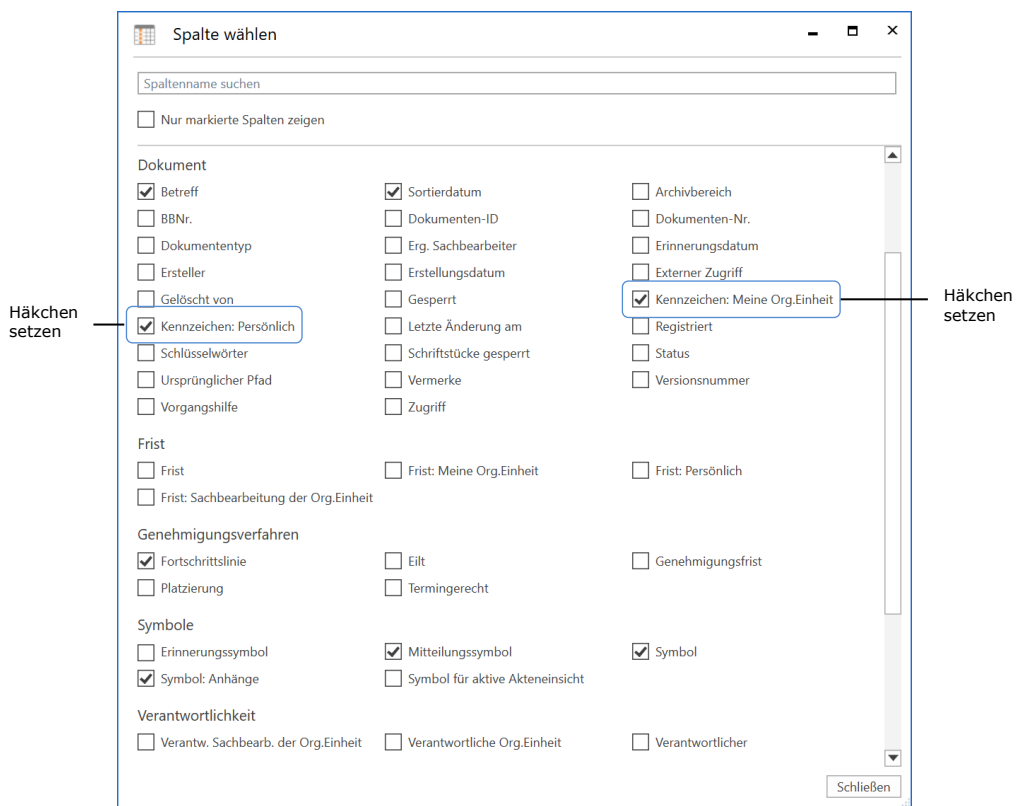 Spalte wählen
Spaltenname suchen
Nur markierte Spalten zeigen
Dokument
Betreff Sortierdatum Archivbereich
BBNr. Dokumenten-ID Dokumenten-Nr.
Dokumententyp Erg. Sachbearbeiter Erinnerungsdatum
Ersteller Erstellungsdatum Externer Zugriff
Gelöscht von Gesperrt Kennzeichen: Meine Org.Einheit
Häkchen
setzen
Häkchen
setzen
Kennzeichen: Persönlich Letzte Änderung am Registriert
Schlüsselwörter Schriftstücke gesperrt Status
Ursprünglicher Pfad Vermerke Versionsnummer
Vorgangshilfe Zugriff
Frist
Frist Frist: Meine Org.Einheit Frist: Persönlich
Frist: Sachbearbeitung der Org.Einheit
Genehmigungsverfahren
Fortschrittslinie Eilt Genehmigungsfrist
Platzierung Termingerecht
Symbole
Erinnerungssymbol Mitteilungssymbol Symbol
Symbol: Anhänge Symbol für aktive Akteneinsicht
Verantwortlichkeit
Verantw. Sachbearb. der Org.Einheit Verantwortliche Org.Einheit Verantwortlicher
Schließen